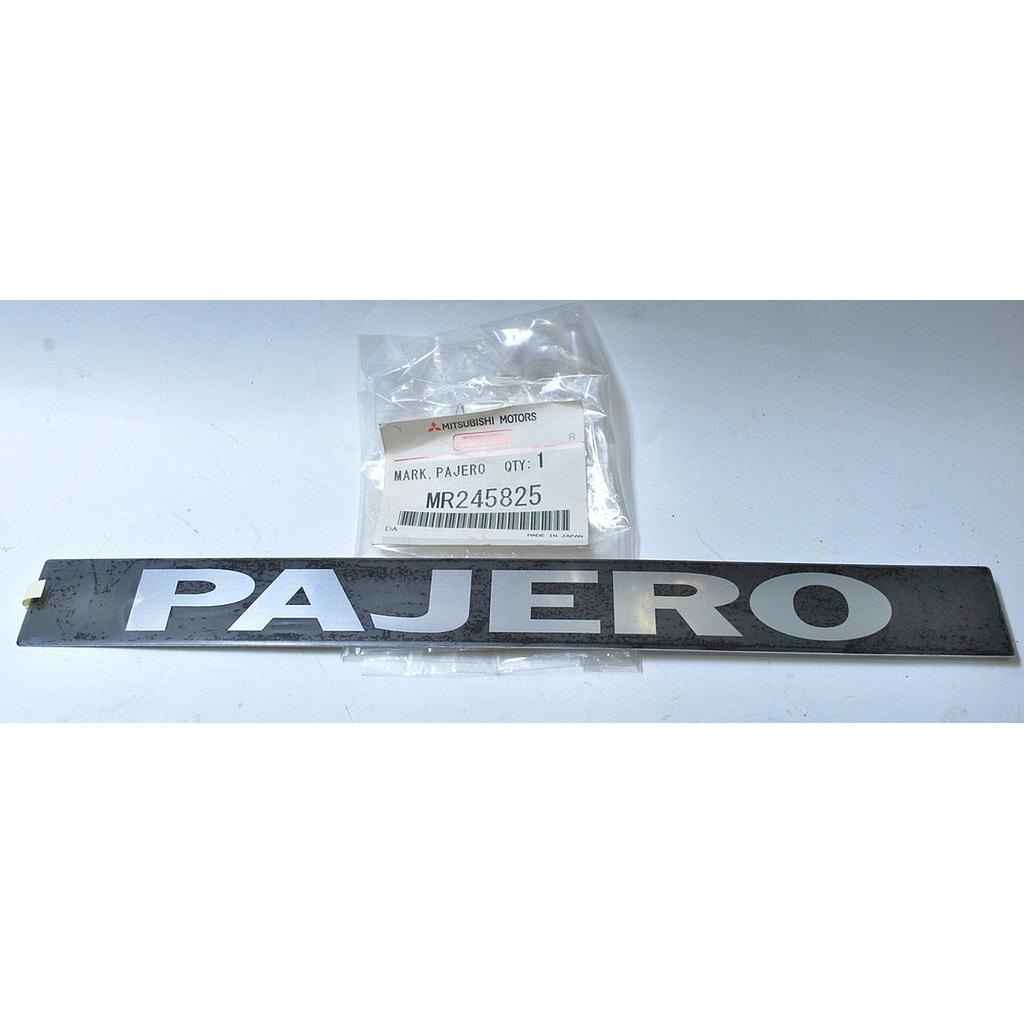 MITSUBISHI MOTORS
R
MARK, PAJERO QTY: 1
MR245825
DA
MADE IN JAPAN
PAJERO